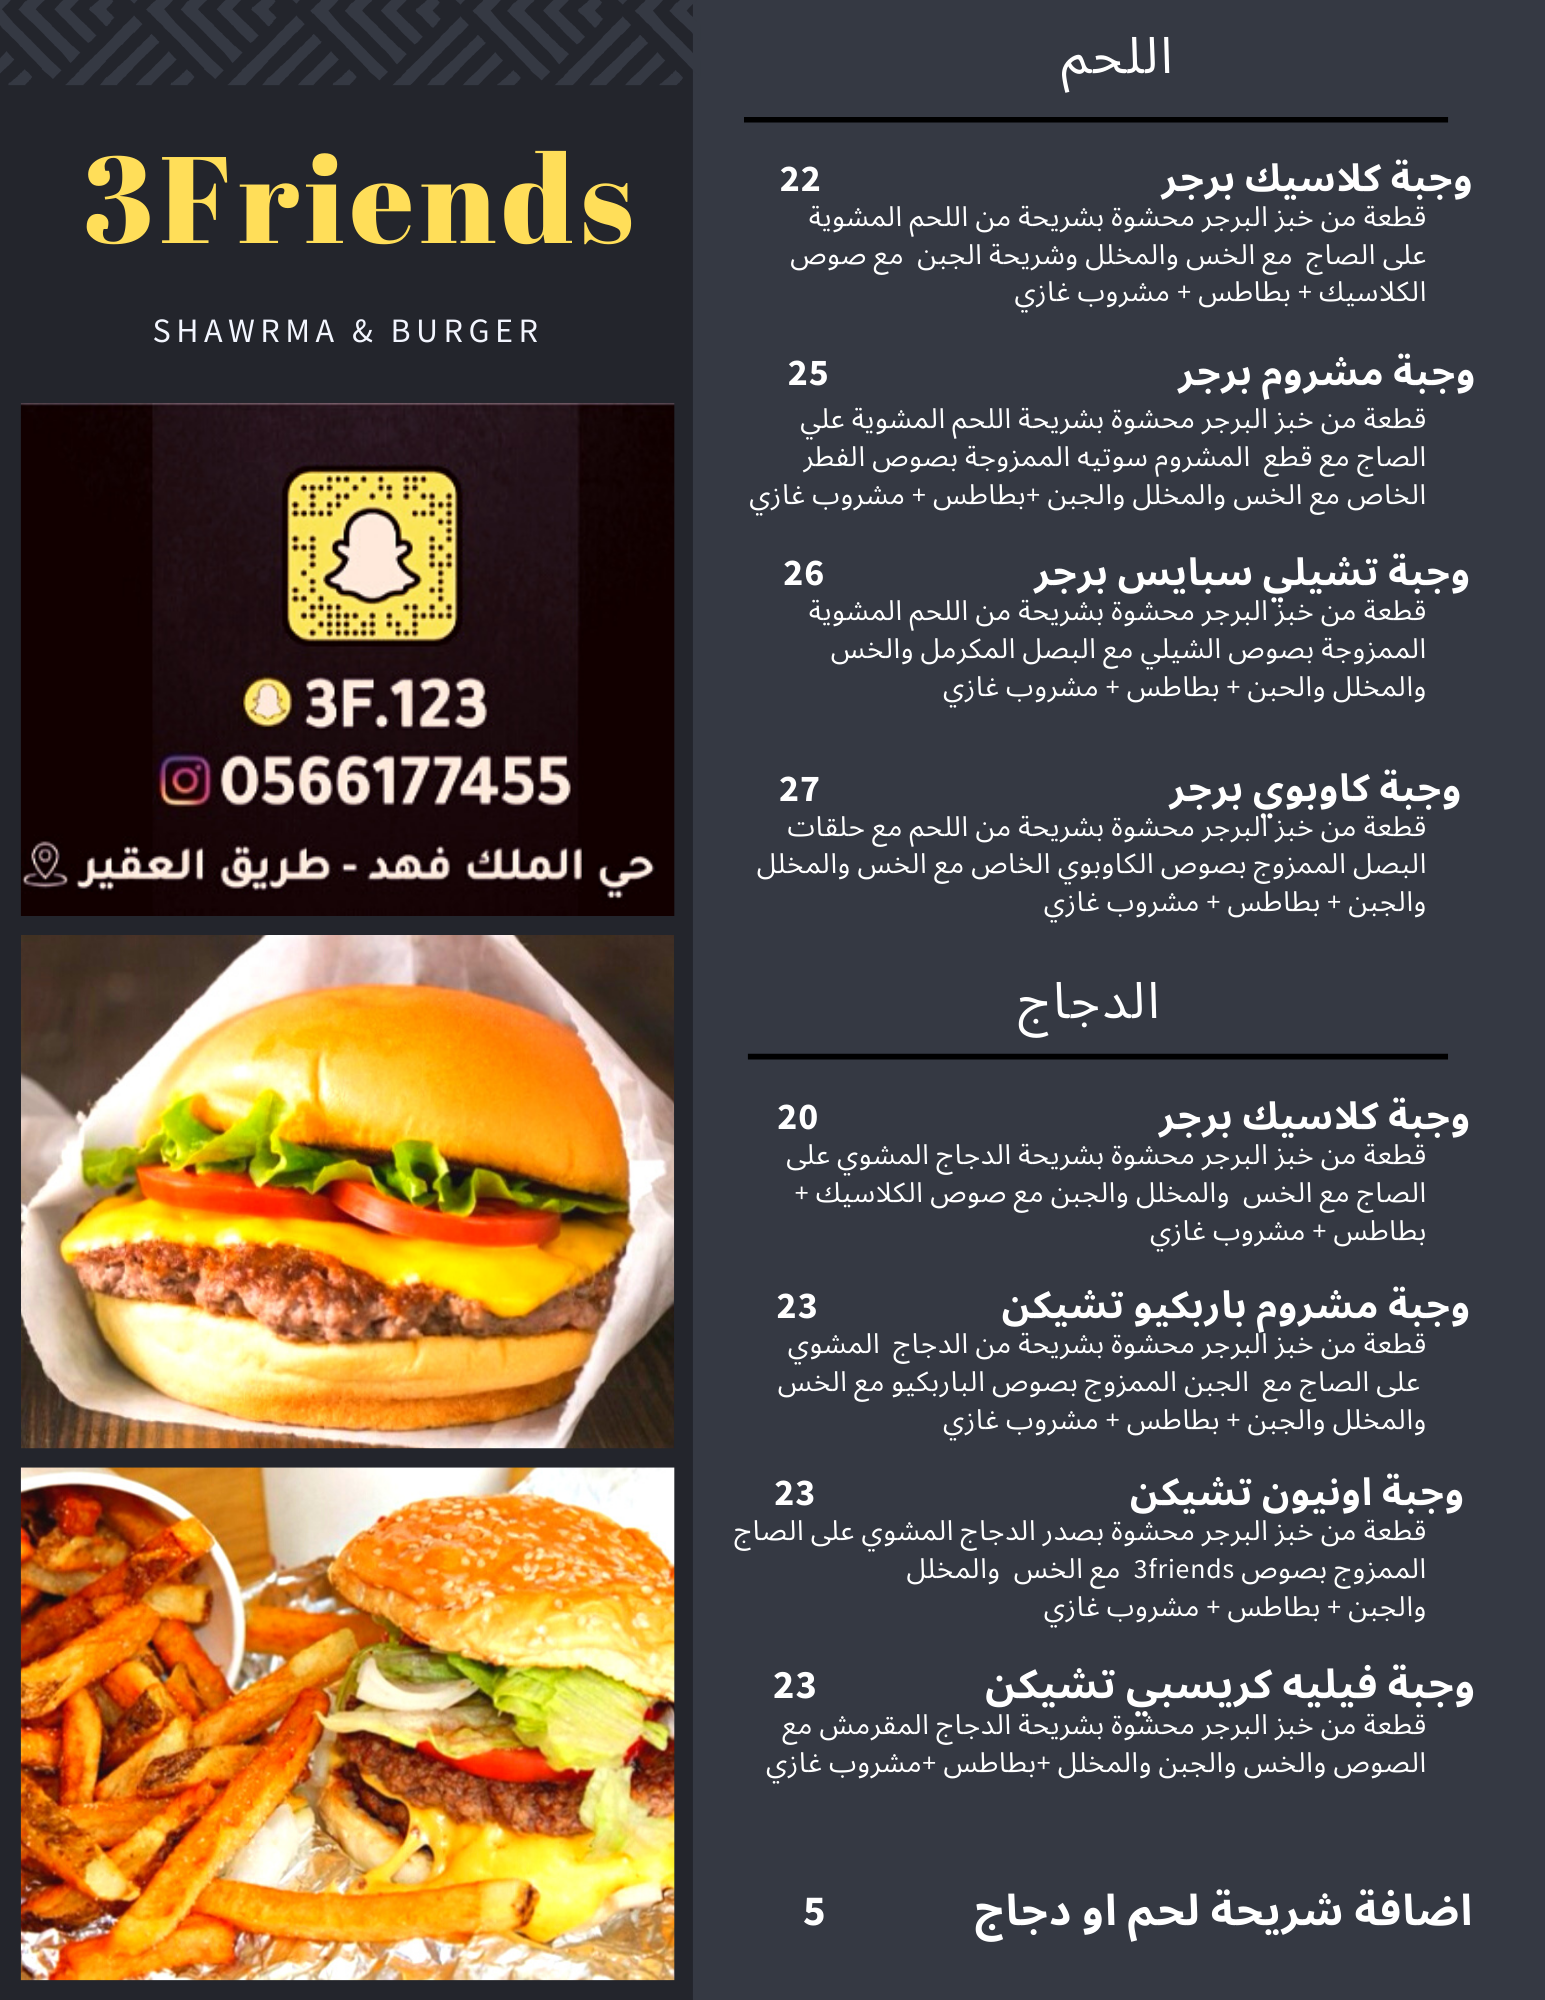 3Friends
SHAWRMA & BURGER
3F.123
0566177455
حي الملك فهد - طريق العقير
اللحم
وجبة كلاسيك برجر 22
قطعة من خبز البرجر محشوة بشريحة من اللحم المشوية
على الصاج مع الخس والمخلل وشريحة الجبن مع صوص
الكلاسيك + بطاطس + مشروب غازي
وجبة مشروم برجر 25
قطعة من خبز البرجر محشوة بشريحة اللحم المشوية علي
الصاج مع قطع المشروم سوتيه الممزوجة بصوص الفطر
الخاص مع الخس والمخلل والجبن +بطاطس + مشروب غازي
وجبة تشيلي سبايس برجر 26
قطعة من خبز البرجر محشوة بشريحة من اللحم المشوية
الممزوجة بصوص الشيلي مع البصل المكرمل والخس
والمخلل والحبن + بطاطس + مشروب غازي
وجبة كاوبوي برجر 27
قطعة من خبز البرجر محشوة بشريحة من اللحم مع حلقات
البصل الممزوج بصوص الكاوبوي الخاص مع الخس والمخلل
والجبن + بطاطس + مشروب غازي
الدجاج
وجبة كلاسيك برجر 20
قطعة من خبز البرجر محشوة بشريحة الدجاج المشوي على
الصاج مع الخس والمخلل والجبن مع صوص الكلاسيك +
بطاطس + مشروب غازي
وجبة مشروم باربكيو تشيكن 23
قطعة من خبز البرجر محشوة بشريحة من الدجاج المشوي
على الصاج مع الجبن الممزوج بصوص الباربكيو مع الخس
والمخلل والجبن + بطاطس + مشروب غازي
وجبة اونيون تشيكن 23
قطعة من خبز البرجر محشوة بصدر الدجاج المشوي على الصاج
الممزوج بصوص 3friends مع الخس والمخلل
والجبن + بطاطس + مشروب غازي
وجبة فيليه كريسبي تشيكن 23
قطعة من خبز البرجر محشوة بشريحة الدجاج المقرمش مع
الصوص والخس والجبن والمخلل +بطاطس +مشروب غازي
اضافة شريحة لحم او دجاج 5